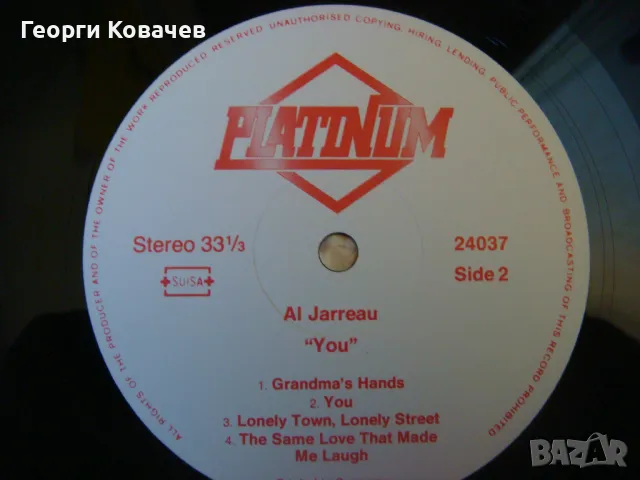 Георги Ковачев
ALL RIGHTS OF THE PRODUCER AND OF THE OWNER OF THE WORK REPRODUCED RESERVED. UNAUTHORISED COPYING, HIRING, LENDING, PUBLIC PERFORMANCE AND BROADCASTING OF THIS RECORD PROHIBITED
PLATINUM
Stereo 33 1/3
24037
SUISA
Side 2
Al Jarreau
“You”
1. Grandma's Hands
2. You
3. Lonely Town, Lonely Street
4. The Same Love That Made
Me Laugh
BAZAR